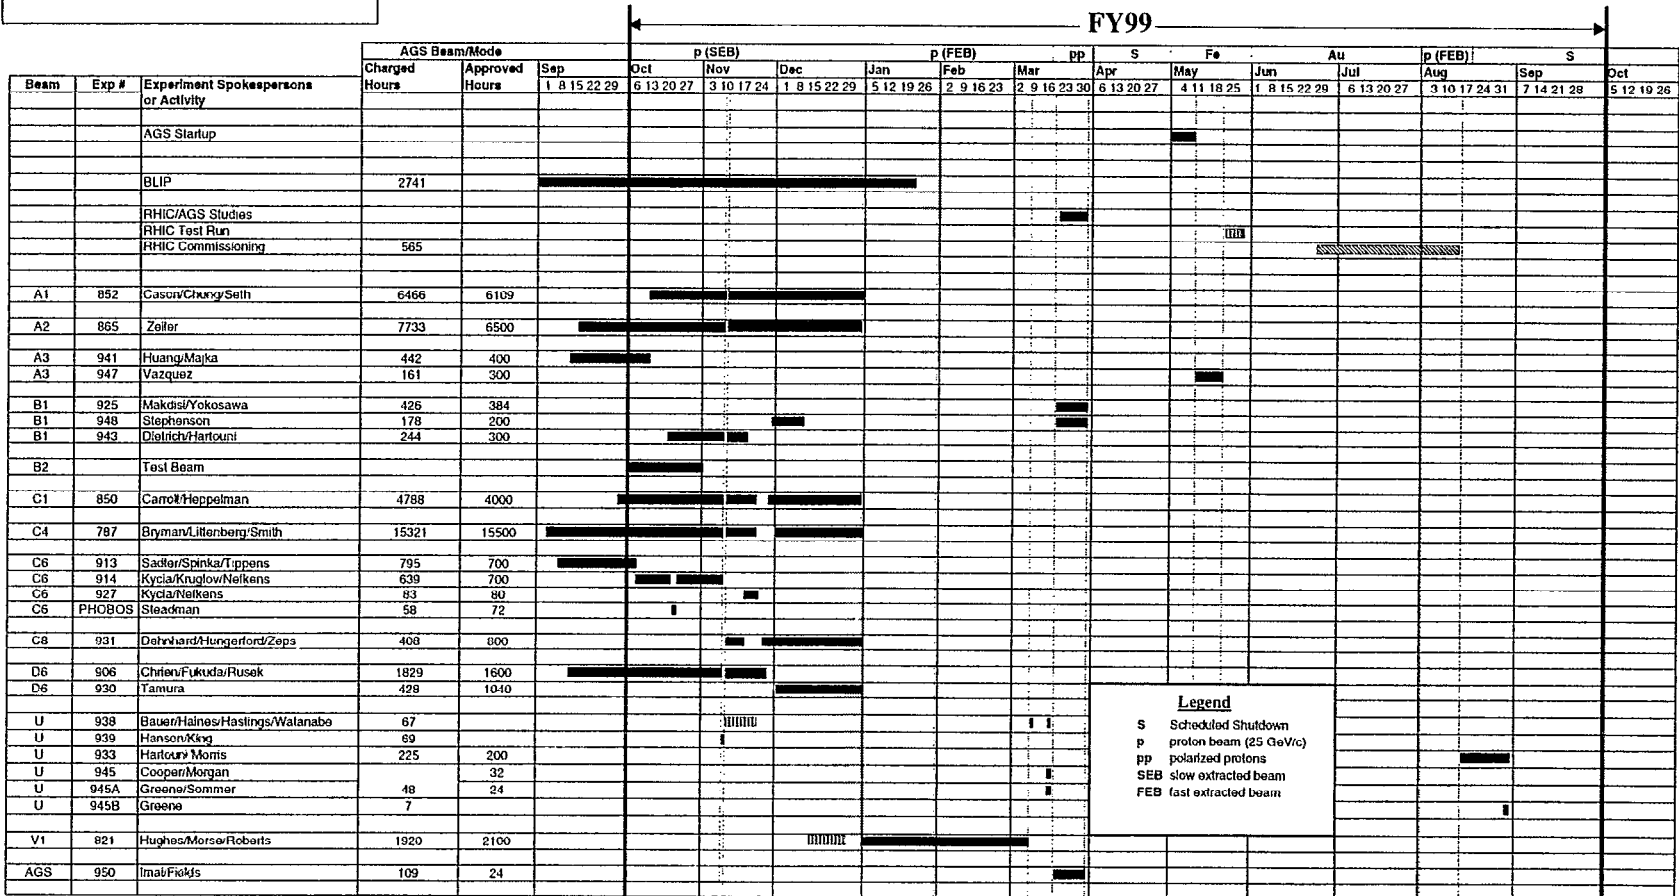 FY99
AGS Beam/Mode p (SEB) p (FEB) pp S Fe Au p (FEB) S
Charged Hours Approved Hours Sep Oct Nov Dec Jan Feb Mar Apr May Jun Jul Aug Sep Oct
Beam Exp # Experiment Spokespersons or Activity 1 8 15 22 29 6 13 20 27 3 10 17 24 1 8 15 22 29 5 12 19 26 2 9 16 23 2 9 16 23 30 6 13 20 27 4 11 18 25 1 8 15 22 29 6 13 20 27 3 10 17 24 31 7 14 21 28 5 12 19 26
AGS Startup
BLIP 2741
RHIC/AGS Studies
RHIC Test Run
RHIC Commissioning 565
A1 852 Cason/Chung/Seth 6466 6109
A2 865 Zeller 7733 6500
A3 941 Huang/Majka 442 400
A3 947 Vazquez 161 300
B1 925 Makdisi/Yokosawa 426 384
B1 948 Stephenson 178 200
B1 943 Dietrich/Hartouni 244 300
B2 Test Beam
C1 850 Carroll/Heppelman 4788 4000
C4 787 Bryman/Littenberg/Smith 15321 15500
C6 913 Sadler/Spinka/Tippens 795 700
C6 914 Kycia/Kruglov/Nefkens 639 700
C6 927 Kycia/Nefkens 83 80
C6 PHOBOS Steadman 58 72
C8 931 Dehnhard/Hungerford/Zeps 408 800
D6 906 Chrien/Fukuda/Rusek 1829 1600
D6 930 Tamura 429 1040
U 938 Bauer/Haines/Hastings/Watanabe 67
U 939 Hanson/King 69
U 933 Hartouni/Morris 225 200
U 945 Cooper/Morgan 32
U 945A Greene/Sommer 48 24
U 945B Greene 7
V1 821 Hughes/Morse/Roberts 1920 2100
AGS 950 Imai/Fields 109 24
Legend
S Scheduled Shutdown
p proton beam (25 GeV/c)
pp polarized protons
SEB slow extracted beam
FEB fast extracted beam